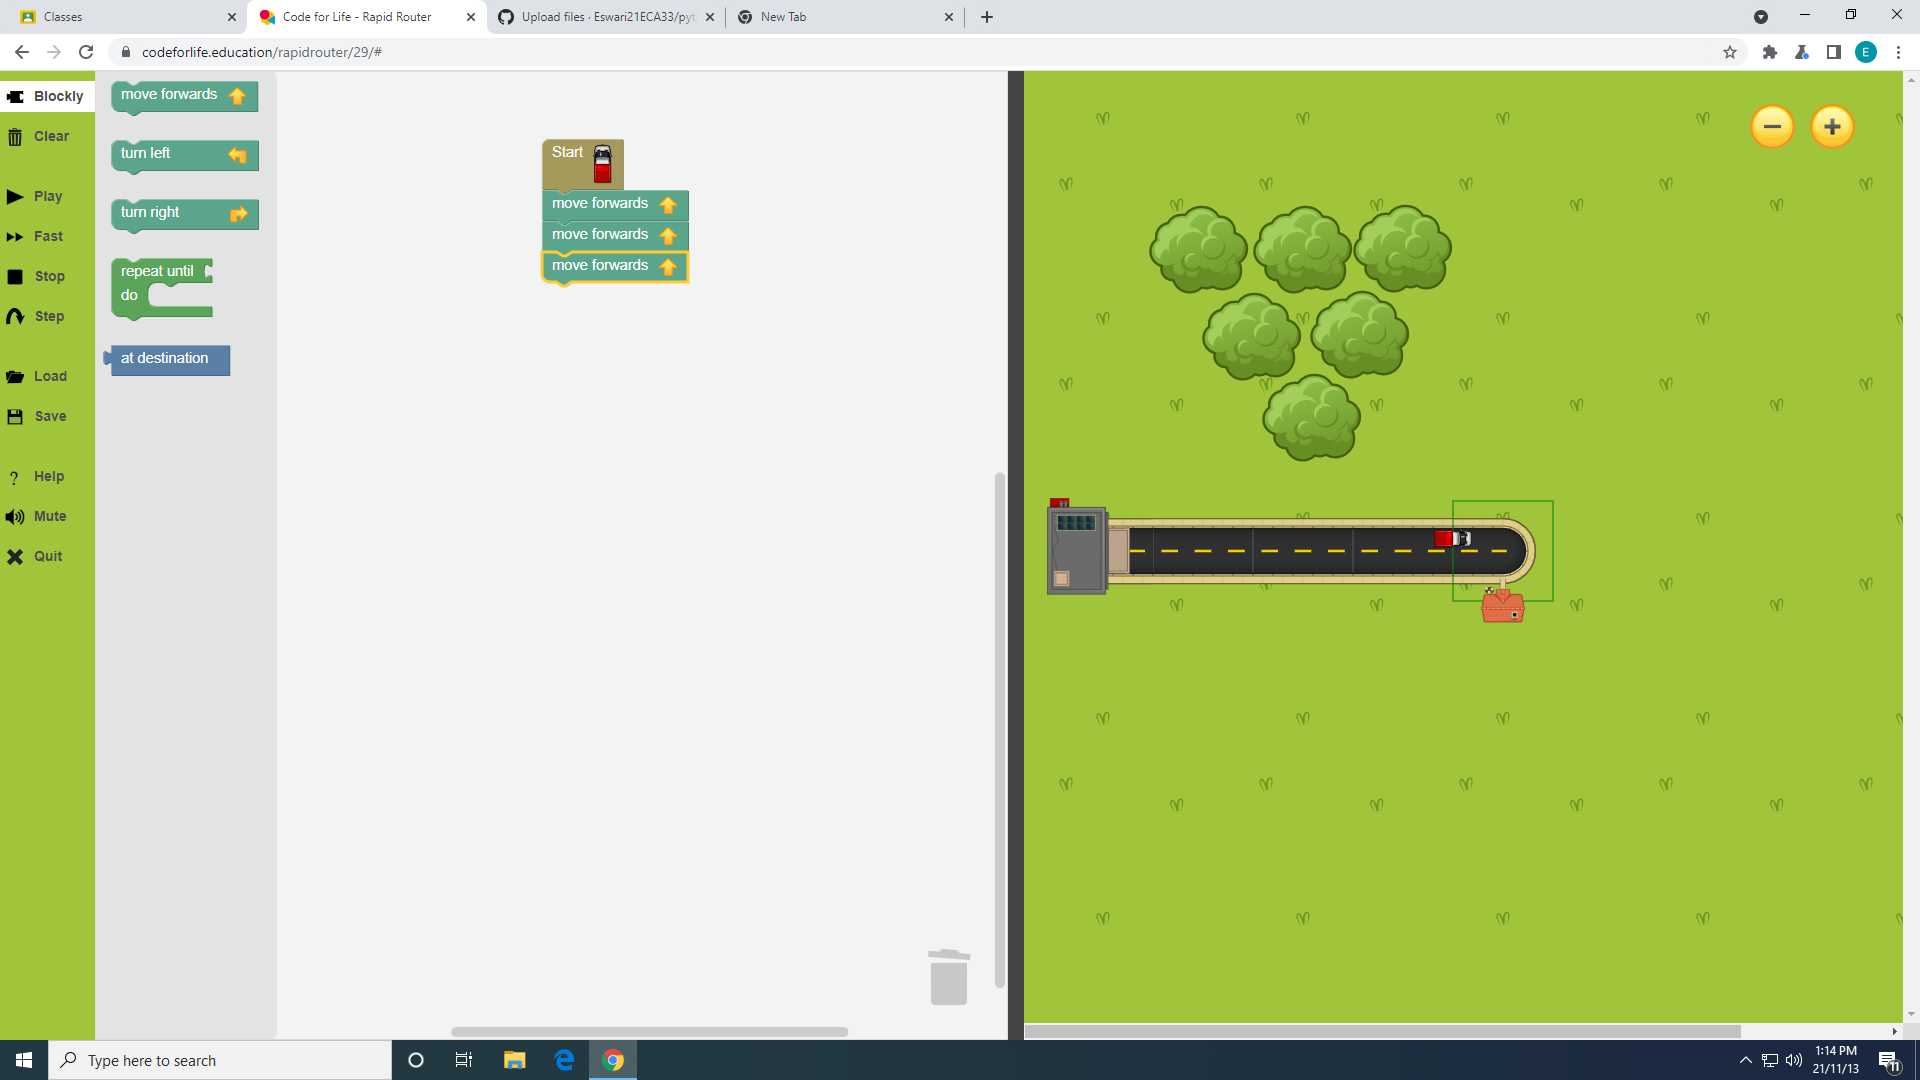 Classes
Code for Life - Rapid Router
Upload files · Eswari21ECA33/pyt
New Tab
codeforlife.education/rapidrouter/29/#
E
Blockly
Clear
Play
Fast
Stop
Step
Load
Save
? Help
Mute
Quit
move forwards
turn left
turn right
repeat until
do
at destination
Start
move forwards
move forwards
move forwards
Type here to search
1:14 PM
21/11/13
11